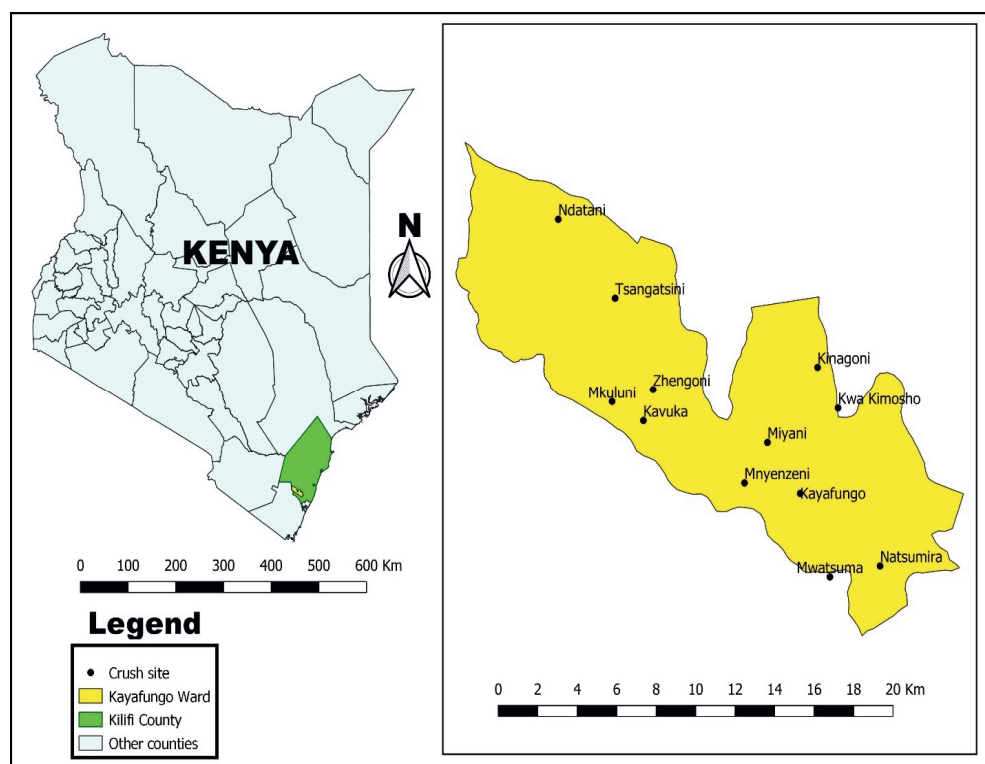 KENYA
N
0 100 200 300 400 500 600 Km
Legend
Crush site
Kayafungo Ward
Kilifi County
Other counties
Ndatani
Tsangatsini
Kinagoni
Zhengoni
Mkuluni
Kwa Kimosho
Kavuka
Miyani
Mnyenzeni
Kayafungo
Natsumira
Mwatsuma
0 2 4 6 8 10 12 14 16 18 20 Km